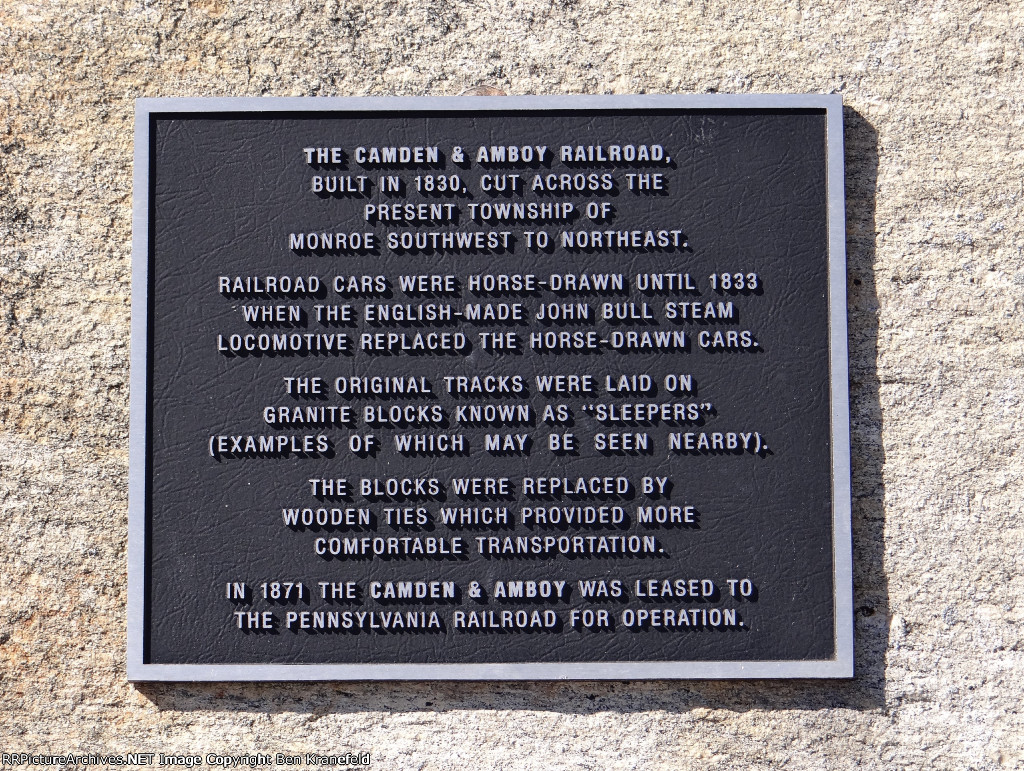 THE CAMDEN & AMBOY RAILROAD,
BUILT IN 1830, CUT ACROSS THE
PRESENT TOWNSHIP OF
MONROE SOUTHWEST TO NORTHEAST.
RAILROAD CARS WERE HORSE-DRAWN UNTIL 1833
WHEN THE ENGLISH-MADE JOHN BULL STEAM
LOCOMOTIVE REPLACED THE HORSE-DRAWN CARS.
THE ORIGINAL TRACKS WERE LAID ON
GRANITE BLOCKS KNOWN AS “SLEEPERS”
(EXAMPLES OF WHICH MAY BE SEEN NEARBY).
THE BLOCKS WERE REPLACED BY
WOODEN TIES WHICH PROVIDED MORE
COMFORTABLE TRANSPORTATION.
IN 1871 THE CAMDEN & AMBOY WAS LEASED TO
THE PENNSYLVANIA RAILROAD FOR OPERATION.
RRPictureArchives.NET Image Copyright Ben Kranefeld